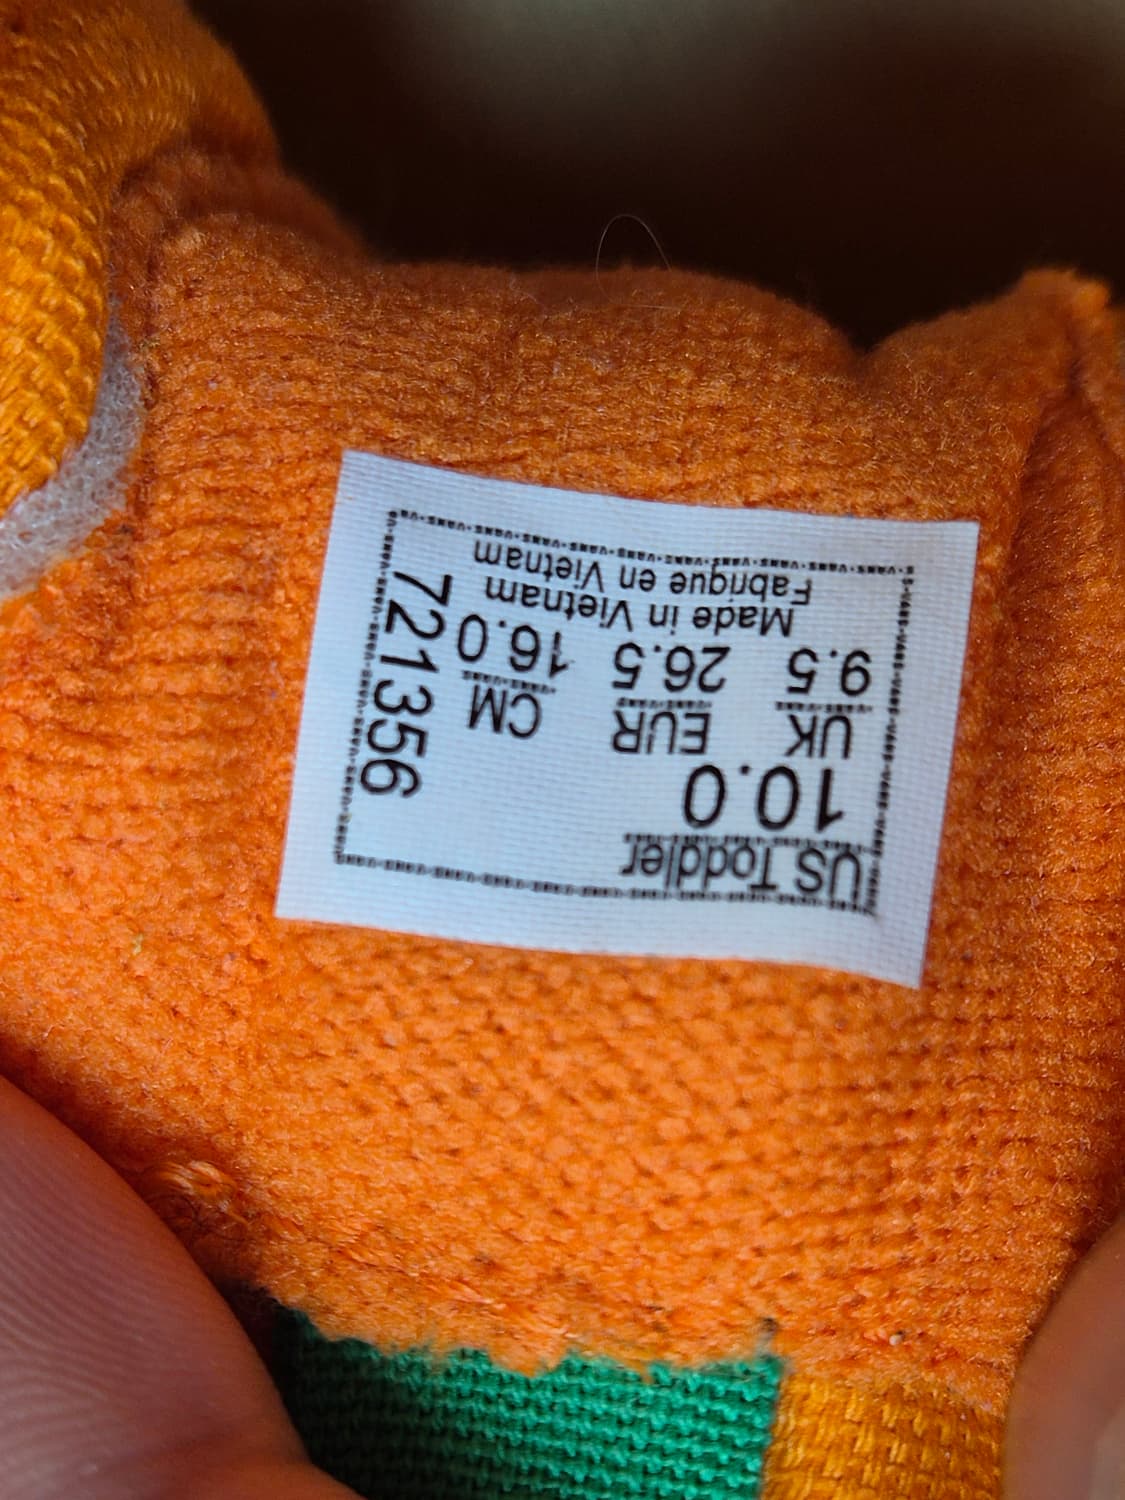 US Toddler
10.0
UK EUR CM
9.5 26.5 16.0
Made in Vietnam
Fabrique en Vietnam
721356